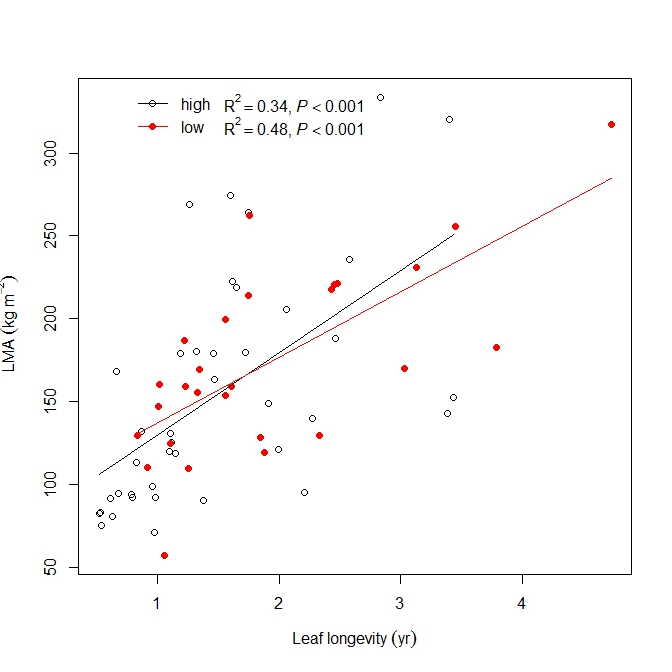 high R² = 0.34, P < 0.001
low R² = 0.48, P < 0.001
LMA (kg m⁻²)
300
250
200
150
100
50
1 2 3 4
Leaf longevity (yr)